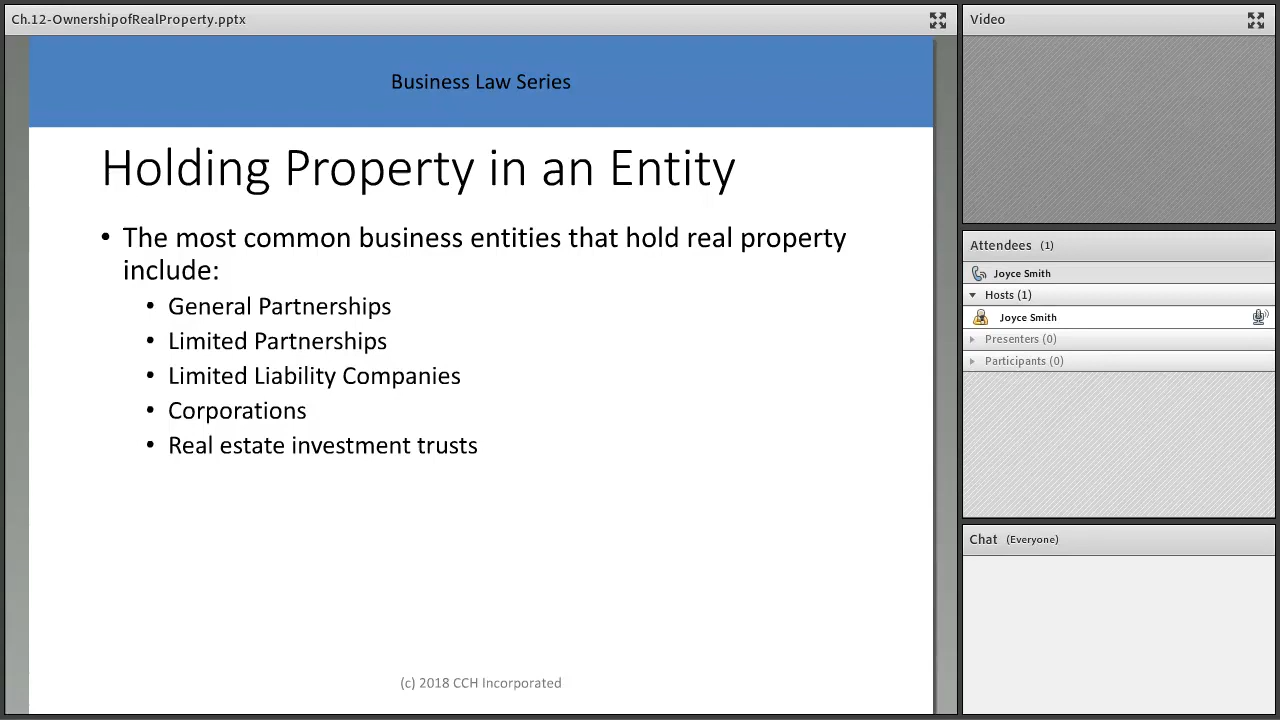 Ch.12-OwnershipofRealProperty.pptx
Business Law Series
Holding Property in an Entity
• The most common business entities that hold real property
include:
• General Partnerships
• Limited Partnerships
• Limited Liability Companies
• Corporations
• Real estate investment trusts
(c) 2018 CCH Incorporated
Video
Attendees (1)
Joyce Smith
Hosts (1)
Joyce Smith
Presenters (0)
Participants (0)
Chat (Everyone)